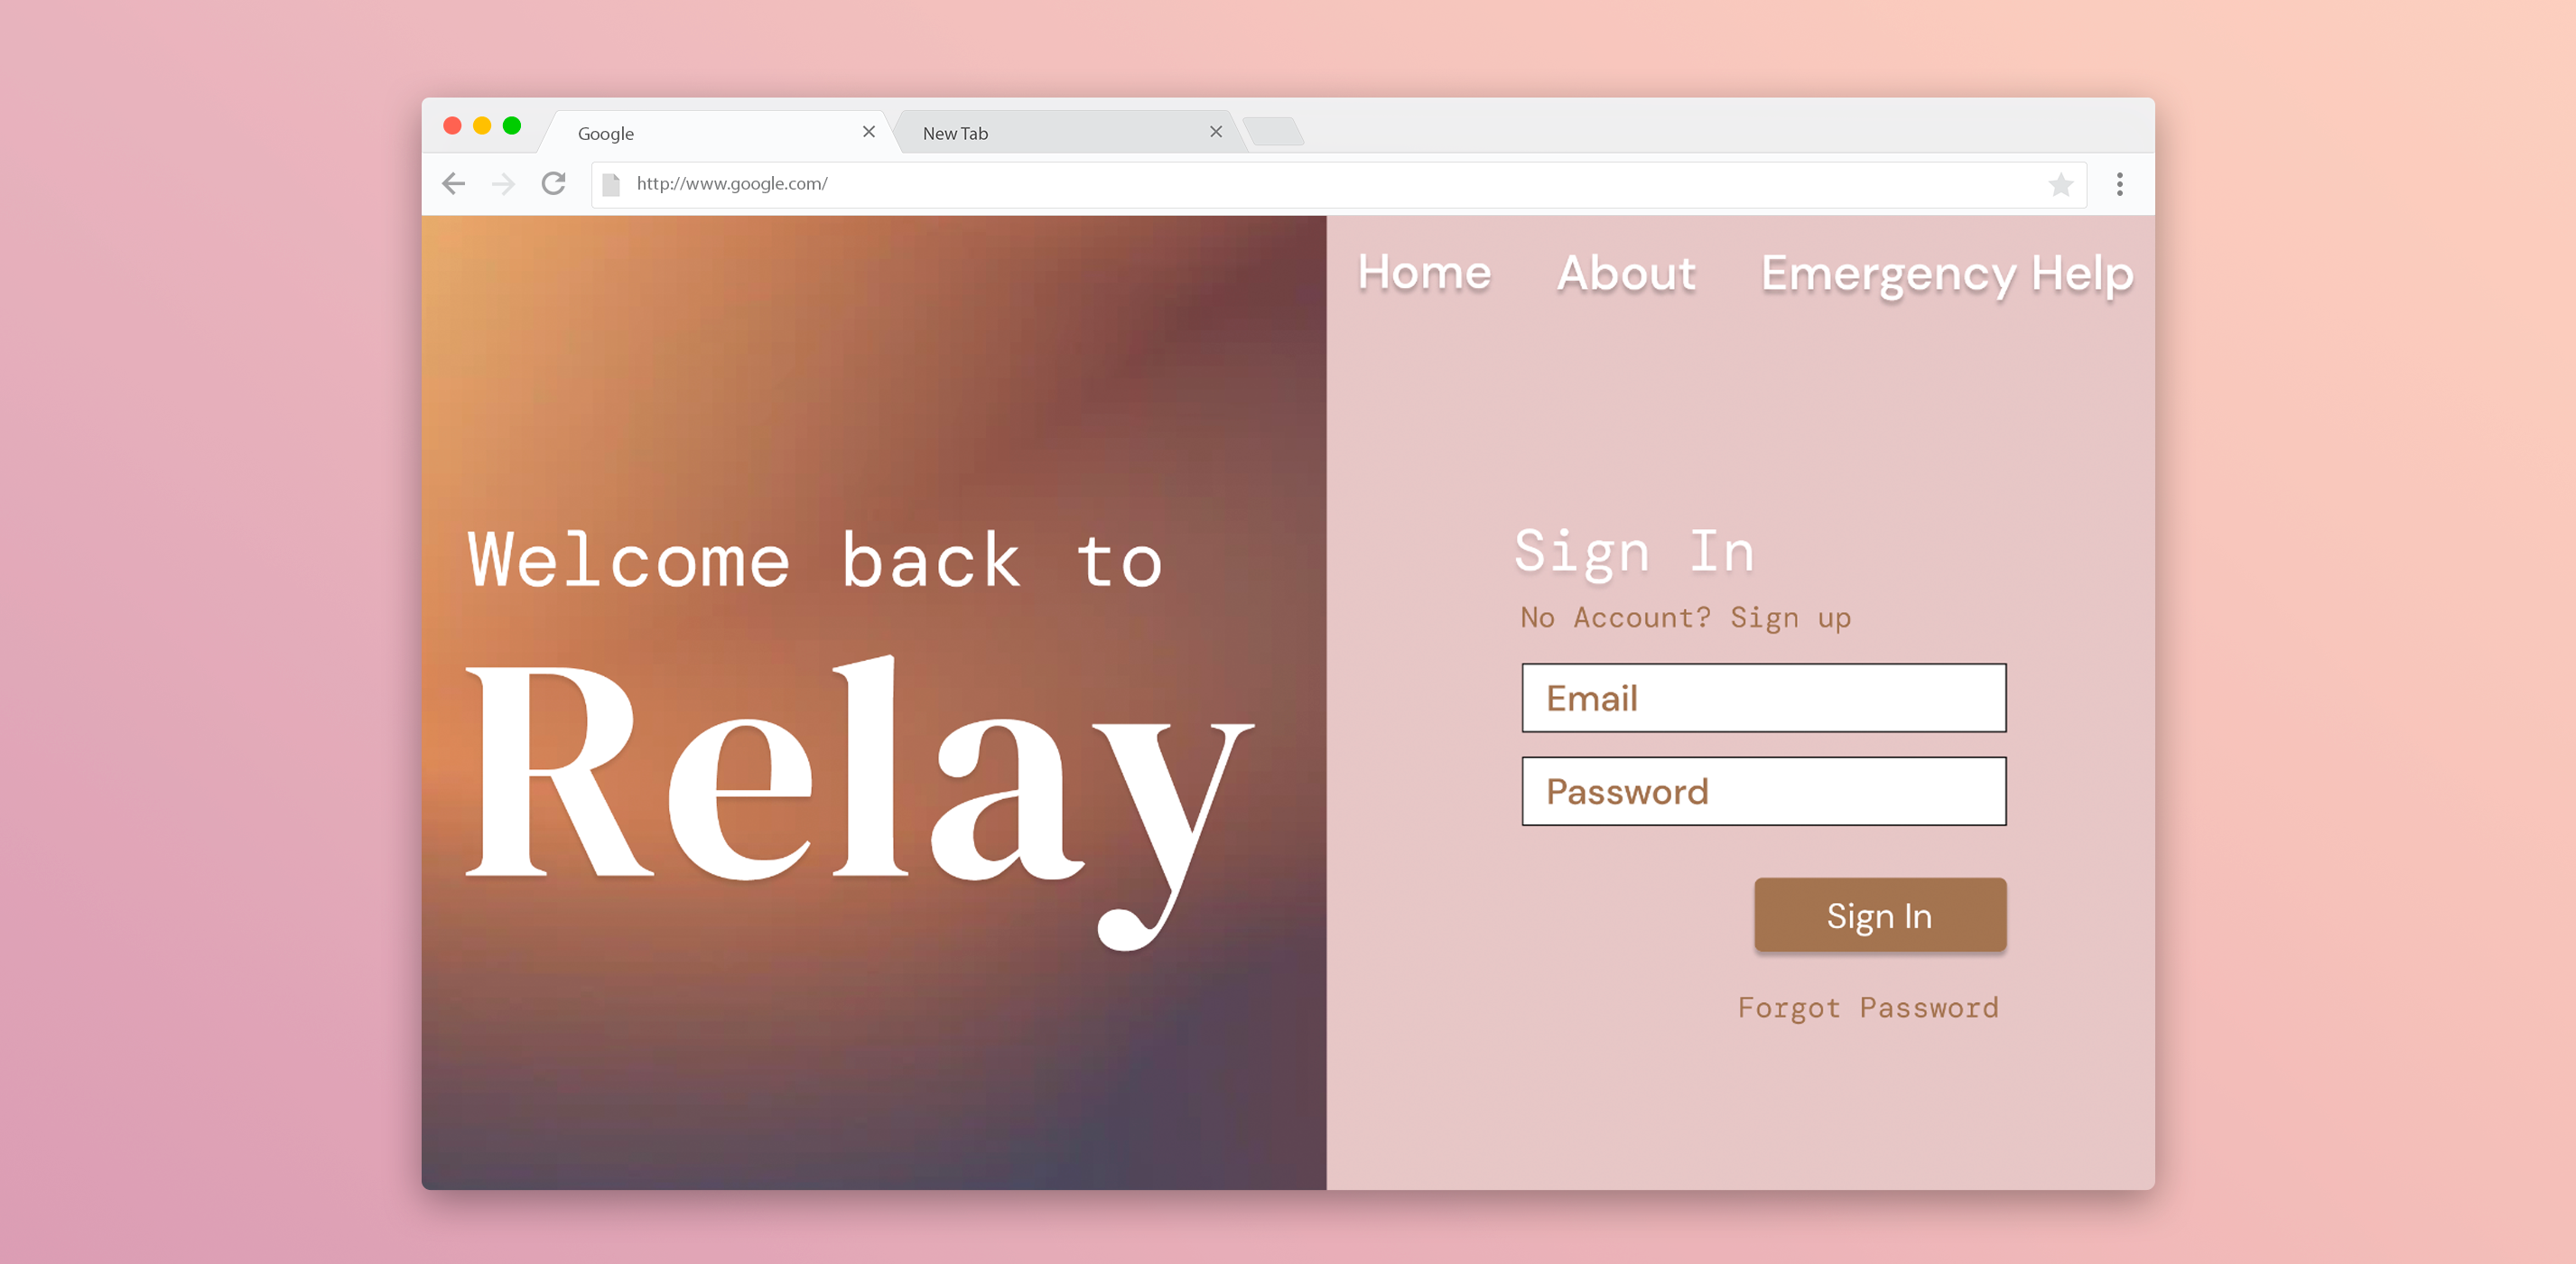 Google
New Tab
http://www.google.com/
Home About Emergency Help
Welcome back to
Relay
Sign In
No Account? Sign up
Email
Password
Sign In
Forgot Password